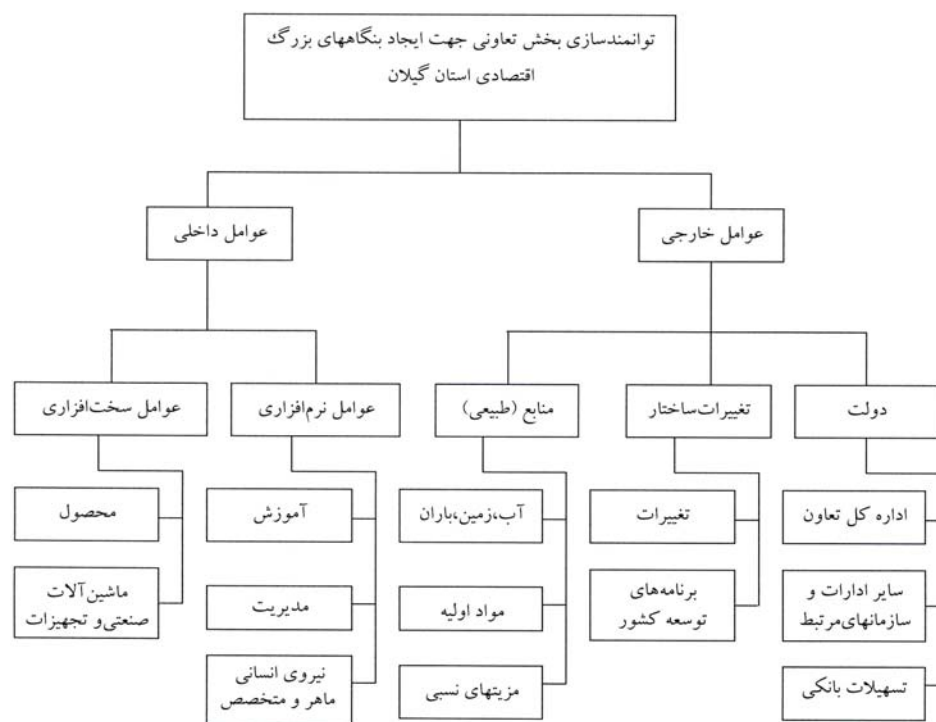 توانمندسازی بخش تعاونی جهت ایجاد بنگاههای بزرگ
اقتصادی استان گیلان
عوامل خارجی
عوامل داخلی
دولت
تغییرات‌ساختار
منابع (طبیعی)
عوامل نرم‌افزاری
عوامل سخت‌افزاری
اداره کل تعاون
سایر ادارات و
سازمانهای‌مرتبط
تسهیلات بانکی
تغییرات
برنامه‌های
توسعه کشور
آب،زمین،باران
مواد اولیه
مزیتهای نسبی
آموزش
مدیریت
نیروی انسانی
ماهر و متخصص
محصول
ماشین‌آلات
صنعتی‌و تجهیزات